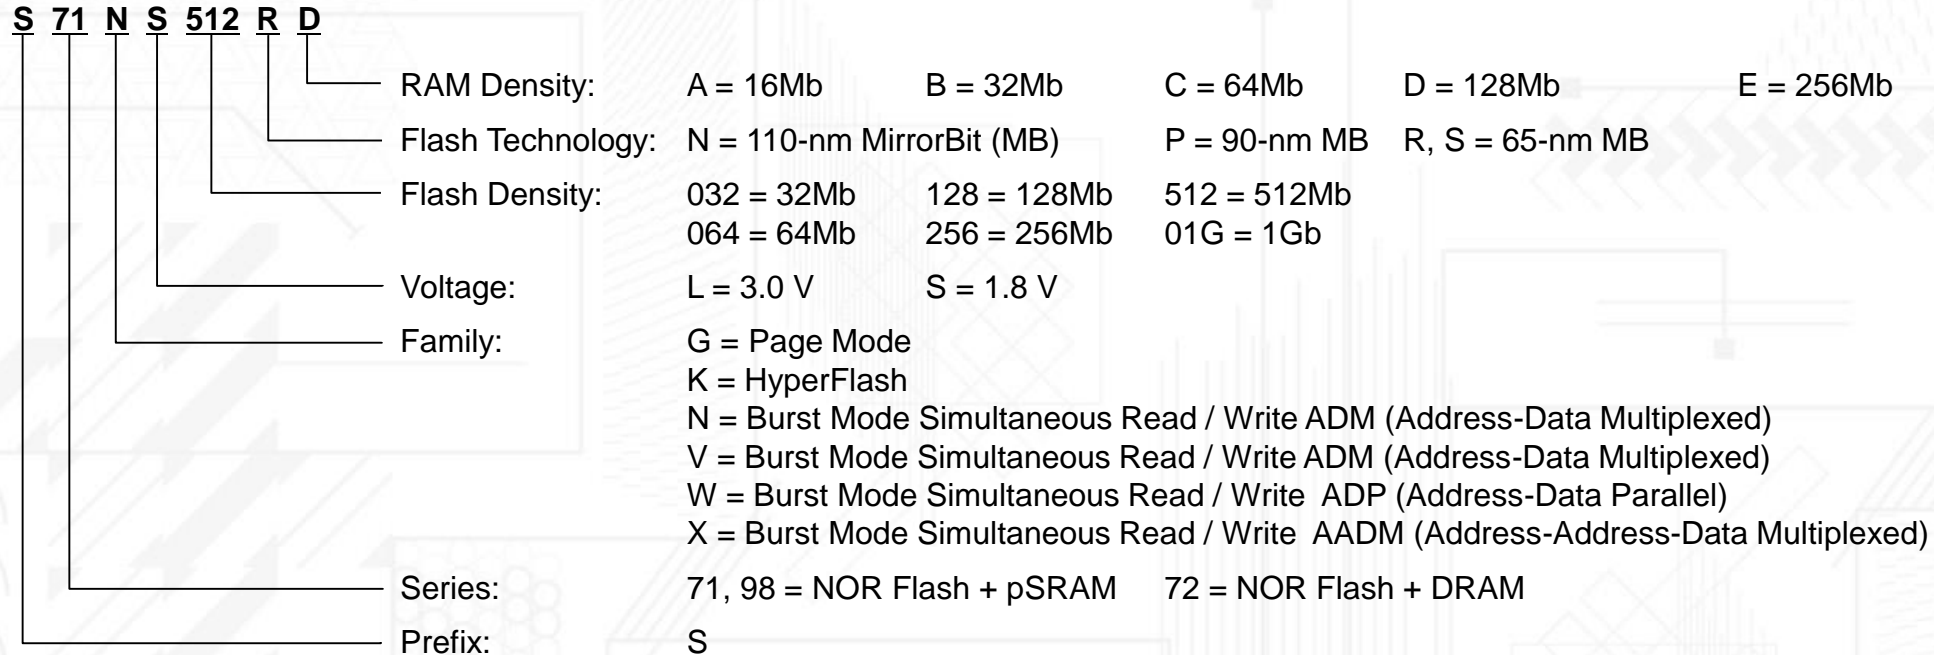 S 71 N S 512 R D
RAM Density: A = 16Mb B = 32Mb C = 64Mb D = 128Mb E = 256Mb
Flash Technology: N = 110-nm MirrorBit (MB) P = 90-nm MB R, S = 65-nm MB
Flash Density: 032 = 32Mb 128 = 128Mb 512 = 512Mb
064 = 64Mb 256 = 256Mb 01G = 1Gb
Voltage: L = 3.0 V S = 1.8 V
Family: G = Page Mode
K = HyperFlash
N = Burst Mode Simultaneous Read / Write ADM (Address-Data Multiplexed)
V = Burst Mode Simultaneous Read / Write ADM (Address-Data Multiplexed)
W = Burst Mode Simultaneous Read / Write ADP (Address-Data Parallel)
X = Burst Mode Simultaneous Read / Write AADM (Address-Address-Data Multiplexed)
Series: 71, 98 = NOR Flash + pSRAM 72 = NOR Flash + DRAM
Prefix: S